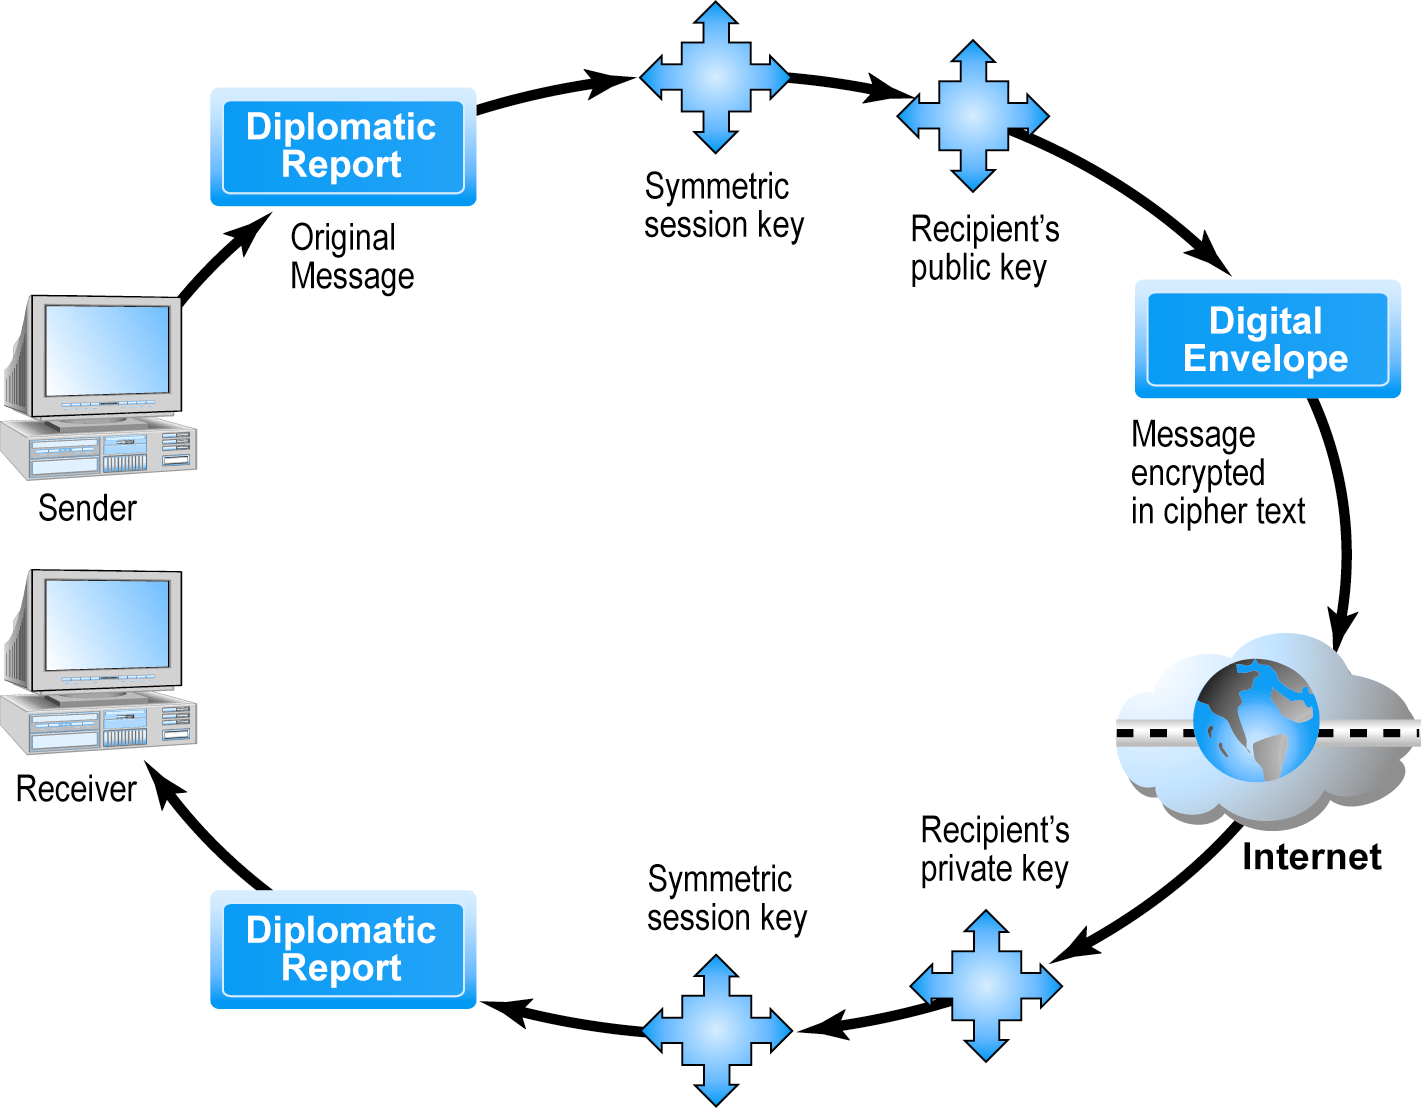 Diplomatic
Report
Original
Message
Symmetric
session key
Recipient's
public key
Digital
Envelope
Message
encrypted
in cipher text
Sender
Receiver
Internet
Recipient's
private key
Symmetric
session key
Diplomatic
Report